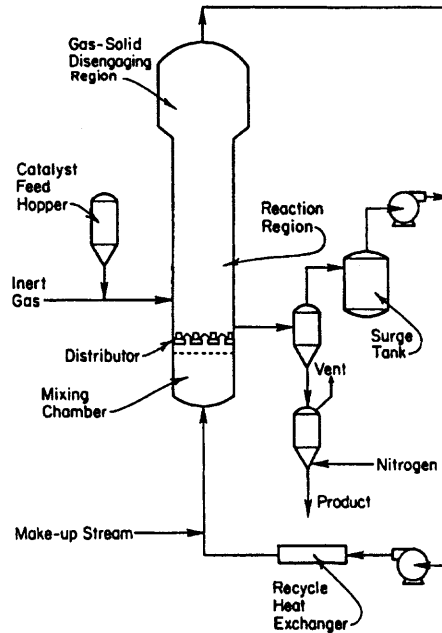 Gas-Solid
Disengaging
Region
Catalyst
Feed
Hopper
Reaction
Region
Inert
Gas
Distributor
Surge
Tank
Mixing
Chamber
Vent
Nitrogen
Product
Make-up Stream
Recycle
Heat
Exchanger